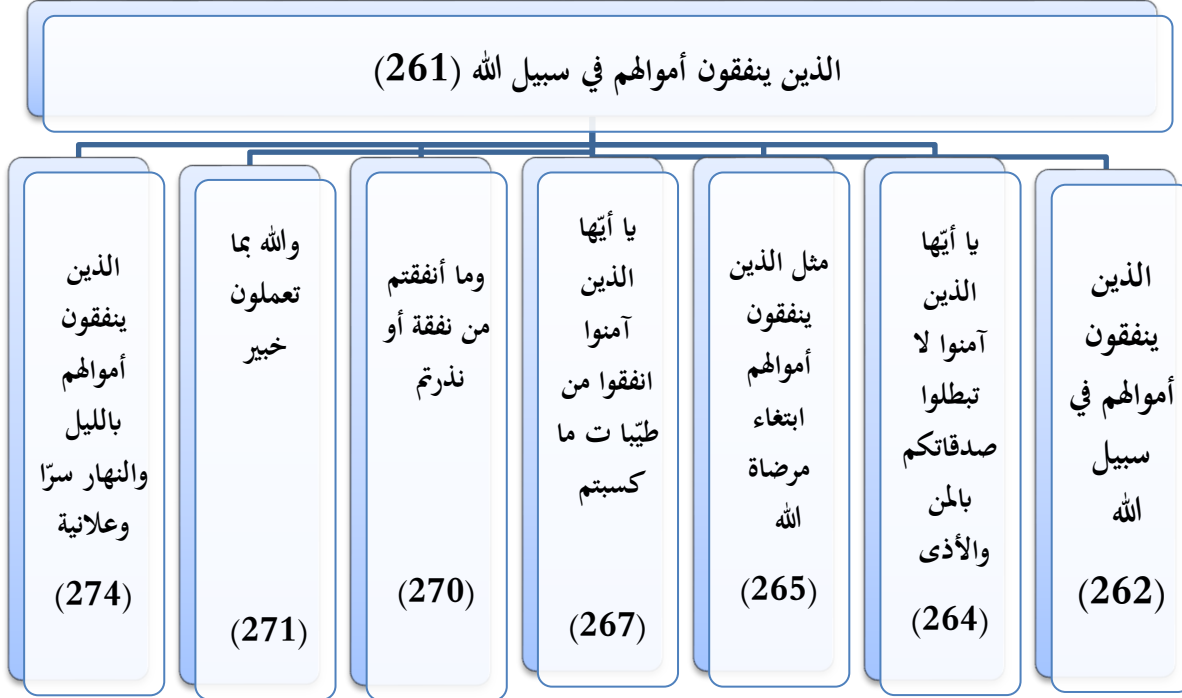 الذين ينفقون أموالهم في سبيل الله (261)
الذين
ينفقون
أموالهم في
سبيل
الله
(262)
يا أيّها
الذين
آمنوا لا
تبطلوا
صدقاتكم
بالمن
والأذى
(264)
مثل الذين
ينفقون
أموالهم
ابتغاء
مرضاة
الله
(265)
يا أيّها
الذين
آمنوا
انفقوا من
طيّبا ت ما
كسبتم
(267)
وما أنفقتم
من نفقة أو
نذرتم
(270)
والله بما
تعملون
خبير
(271)
الذين
ينفقون
أموالهم
بالليل
والنهار سرّا
وعلانية
(274)